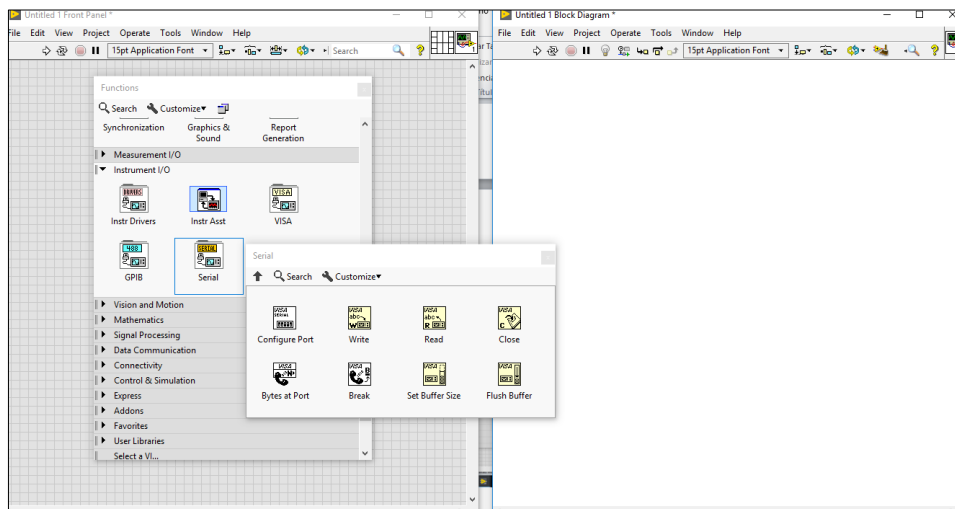 Untitled 1 Front Panel *
File Edit View Project Operate Tools Window Help
15pt Application Font
Search
Functions
Search Customize
Synchronization Graphics & Sound Report Generation
Measurement I/O
Instrument I/O
Instr Drivers Instr Asst VISA
GPIB Serial
Vision and Motion
Mathematics
Signal Processing
Data Communication
Connectivity
Control & Simulation
Express
Addons
Favorites
User Libraries
Select a VI...
Serial
Search Customize
Configure Port Write Read Close
Bytes at Port Break Set Buffer Size Flush Buffer
Untitled 1 Block Diagram *
File Edit View Project Operate Tools Window Help
15pt Application Font